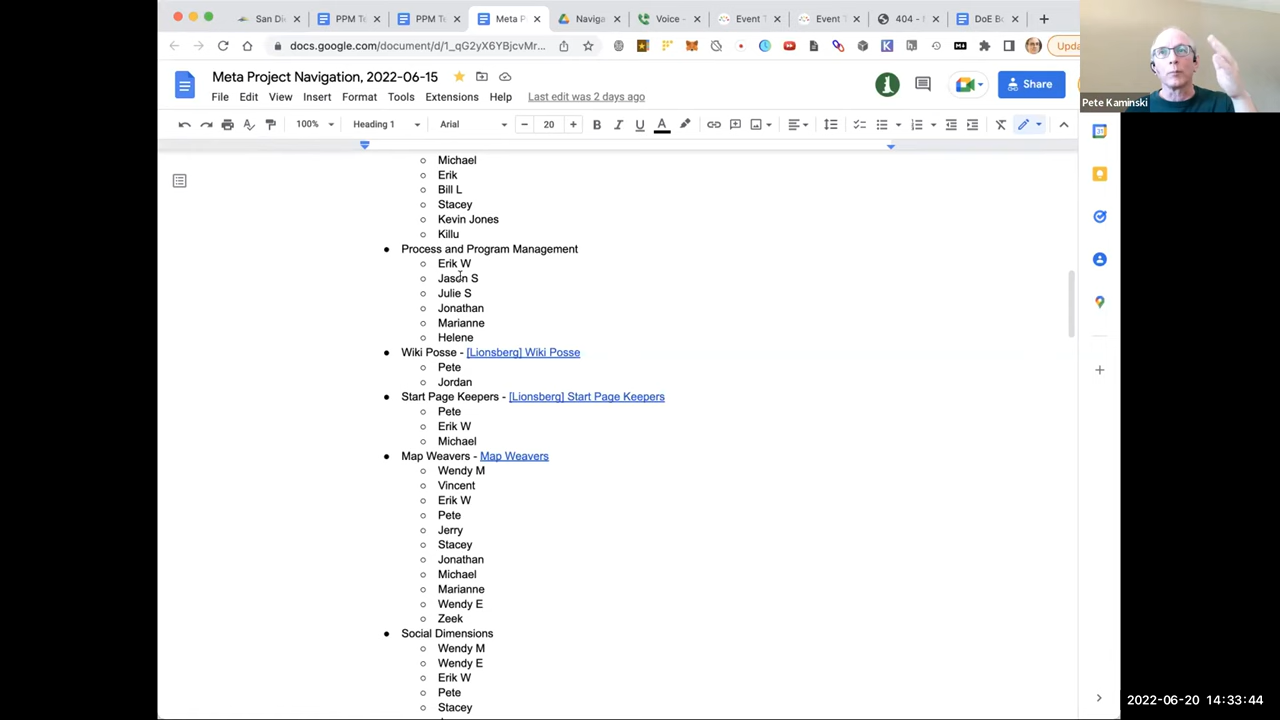 San Di
PPM Te
PPM Te
Meta P
Naviga
Voice -
Event
Event
404 -
DoE B
docs.google.com/document/d/1_qG2yX6YBjcvMr...
Upda
Meta Project Navigation, 2022-06-15
File Edit View Insert Format Tools Extensions Help Last edit was 2 days ago
Share
Pete Kaminski
100% Heading 1 Arial 20
Michael
Erik
Bill L
Stacey
Kevin Jones
Killu
Process and Program Management
Erik W
Jason S
Julie S
Jonathan
Marianne
Helene
Wiki Posse - [Lionsberg] Wiki Posse
Pete
Jordan
Start Page Keepers - [Lionsberg] Start Page Keepers
Pete
Erik W
Michael
Map Weavers - Map Weavers
Wendy M
Vincent
Erik W
Pete
Jerry
Stacey
Jonathan
Michael
Marianne
Wendy E
Zeek
Social Dimensions
Wendy M
Wendy E
Erik W
Pete
Stacey
2022-06-20 14:33:44